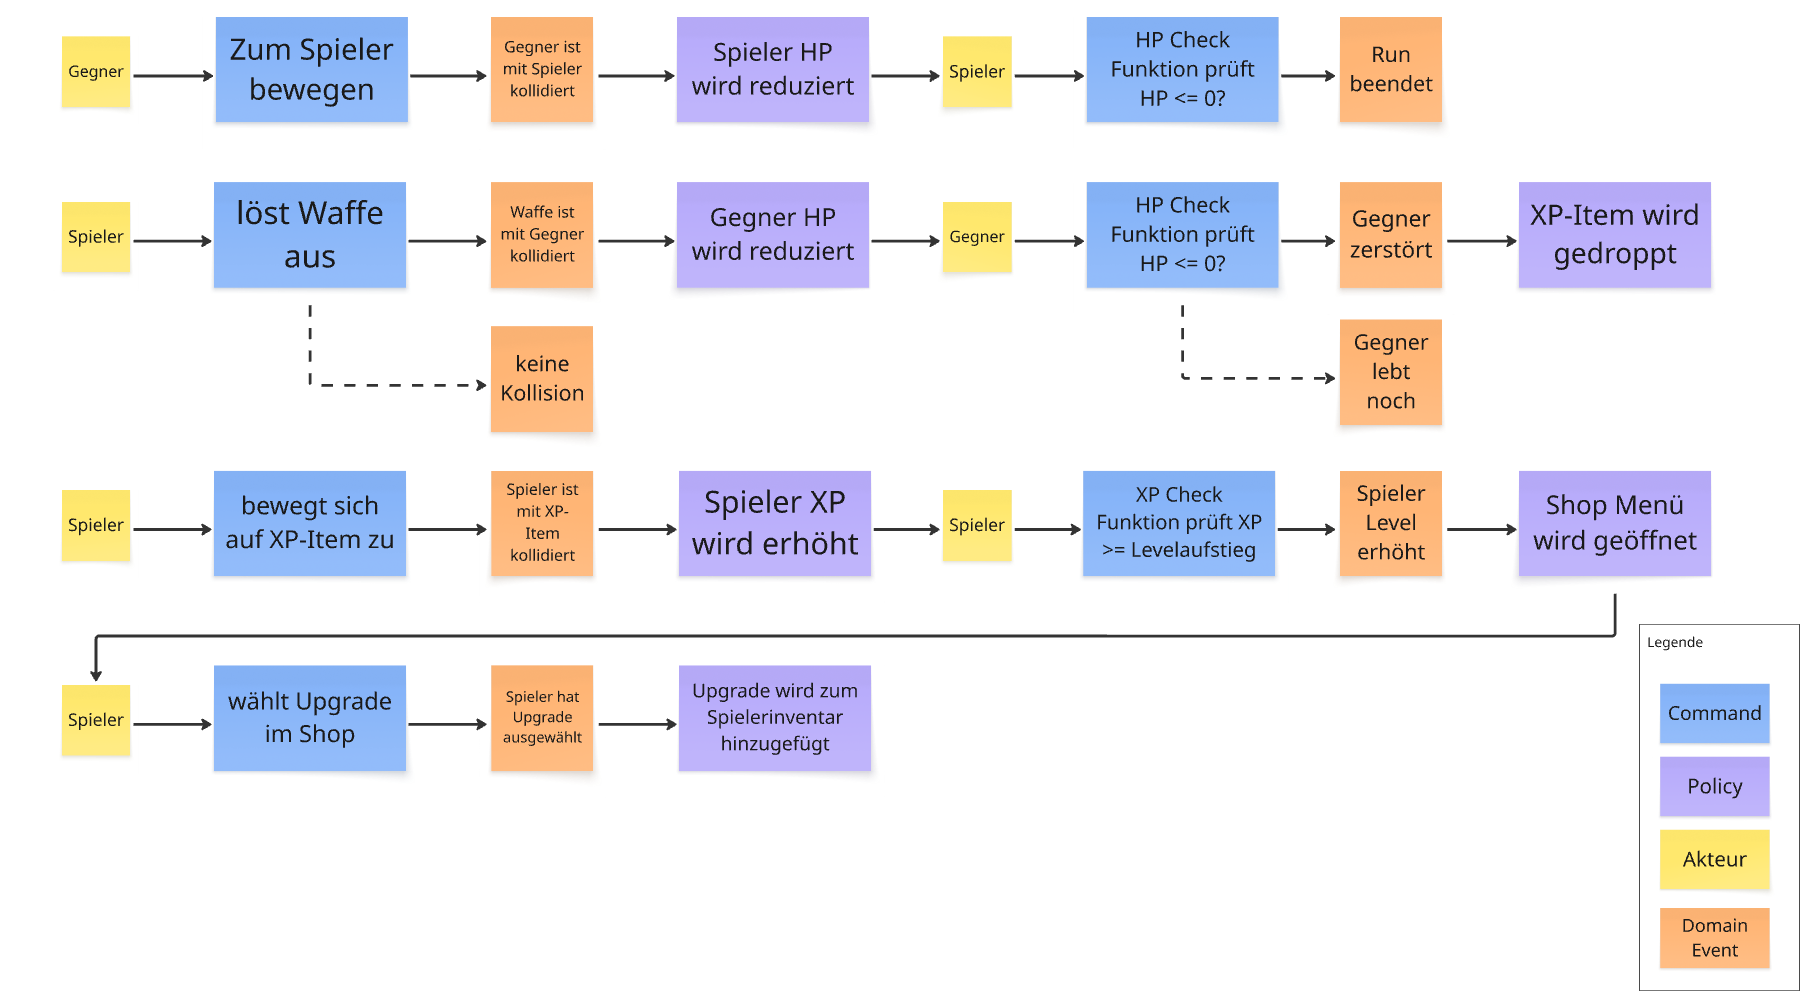 Gegner
Zum Spieler
bewegen
Gegner ist
mit Spieler
kollidiert
Spieler HP
wird reduziert
Spieler
HP Check
Funktion prüft
HP <= 0?
Run
beendet
Spieler
löst Waffe
aus
Waffe ist
mit Gegner
kollidiert
Gegner HP
wird reduziert
Gegner
HP Check
Funktion prüft
HP <= 0?
Gegner
zerstört
XP-Item wird
gedroppt
keine
Kollision
Gegner
lebt
noch
Spieler
bewegt sich
auf XP-Item zu
Spieler ist
mit XP-
Item
kollidiert
Spieler XP
wird erhöht
Spieler
XP Check
Funktion prüft XP
>= Levelaufstieg
Spieler
Level
erhöht
Shop Menü
wird geöffnet
Spieler
wählt Upgrade
im Shop
Spieler hat
Upgrade
ausgewählt
Upgrade wird zum
Spielerinventar
hinzugefügt
Legende
Command
Policy
Akteur
Domain
Event